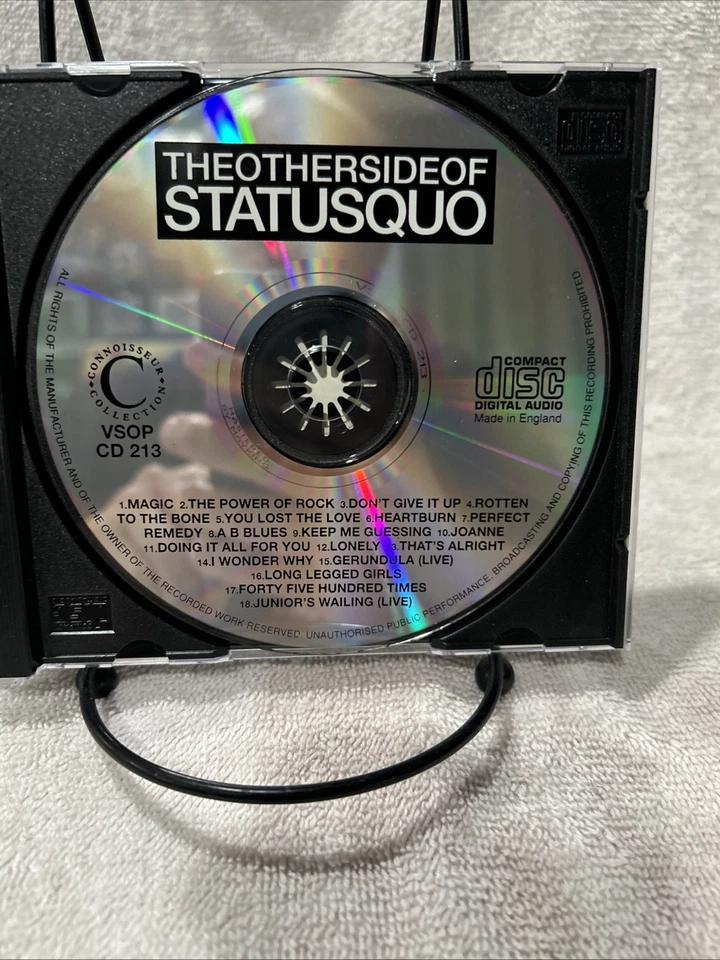 THEOTHERSIDEOF
STATUSQUO
COMPACT
disc
DIGITAL AUDIO
ALL RIGHTS OF THE MANUFACTURER AND OF THE OWNER OF THE RECORDED WORK RESERVED. UNAUTHORISED PUBLIC PERFORMANCE, BROADCASTING AND COPYING OF THIS RECORDING PROHIBITED.
CONNOISSEUR
C
COLLECTION
VSOP
CD 213
COMPACT
disc
DIGITAL AUDIO
Made in England
1.MAGIC 2.THE POWER OF ROCK 3.DON'T GIVE IT UP 4.ROTTEN
TO THE BONE 5.YOU LOST THE LOVE 6.HEARTBURN 7.PERFECT
REMEDY 8.A B BLUES 9.KEEP ME GUESSING 10.JOANNE
11.DOING IT ALL FOR YOU 12.LONELY 13.THAT'S ALRIGHT
14.I WONDER WHY 15.GERUNDULA (LIVE)
16.LONG LEGGED GIRLS
17.FORTY FIVE HUNDRED TIMES
18.JUNIOR'S WAILING (LIVE)